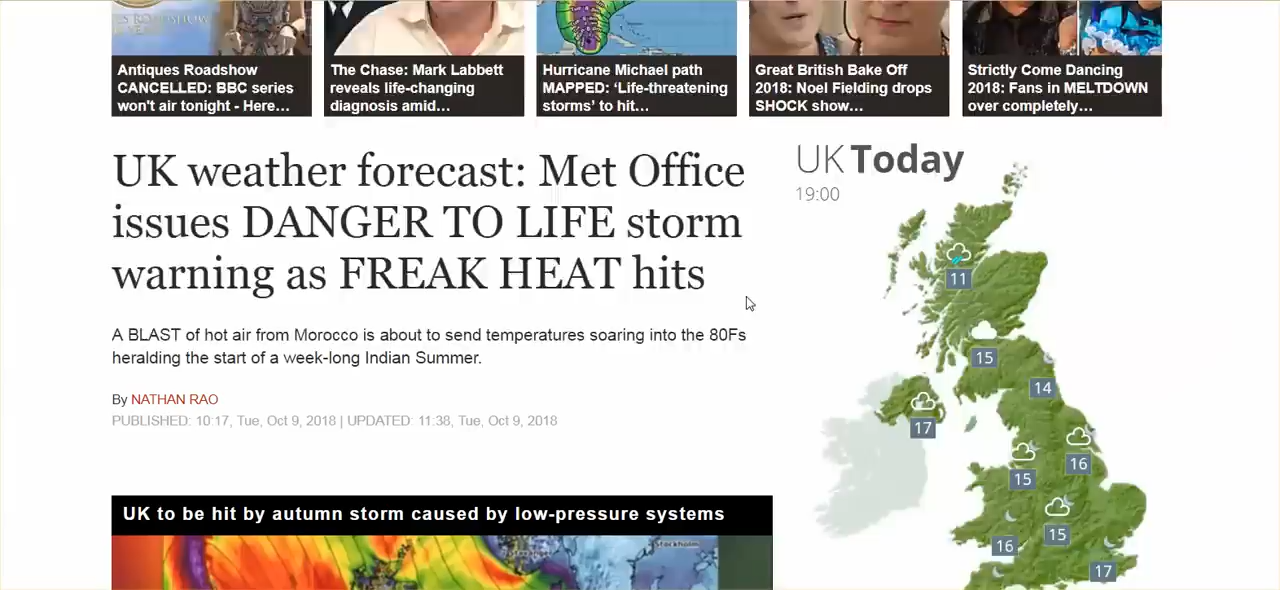 Antiques Roadshow
CANCELLED: BBC series
won't air tonight - Here…
The Chase: Mark Labbett
reveals life-changing
diagnosis amid…
Hurricane Michael path
MAPPED: ‘Life-threatening
storms’ to hit…
Great British Bake Off
2018: Noel Fielding drops
SHOCK show…
Strictly Come Dancing
2018: Fans in MELTDOWN
over completely…
UK weather forecast: Met Office
issues DANGER TO LIFE storm
warning as FREAK HEAT hits
A BLAST of hot air from Morocco is about to send temperatures soaring into the 80Fs
heralding the start of a week-long Indian Summer.
By NATHAN RAO
PUBLISHED: 10:17, Tue, Oct 9, 2018 | UPDATED: 11:38, Tue, Oct 9, 2018
UK to be hit by autumn storm caused by low-pressure systems
Stockholm
UK Today
19:00
11
15
14
17
16
15
15
16
17